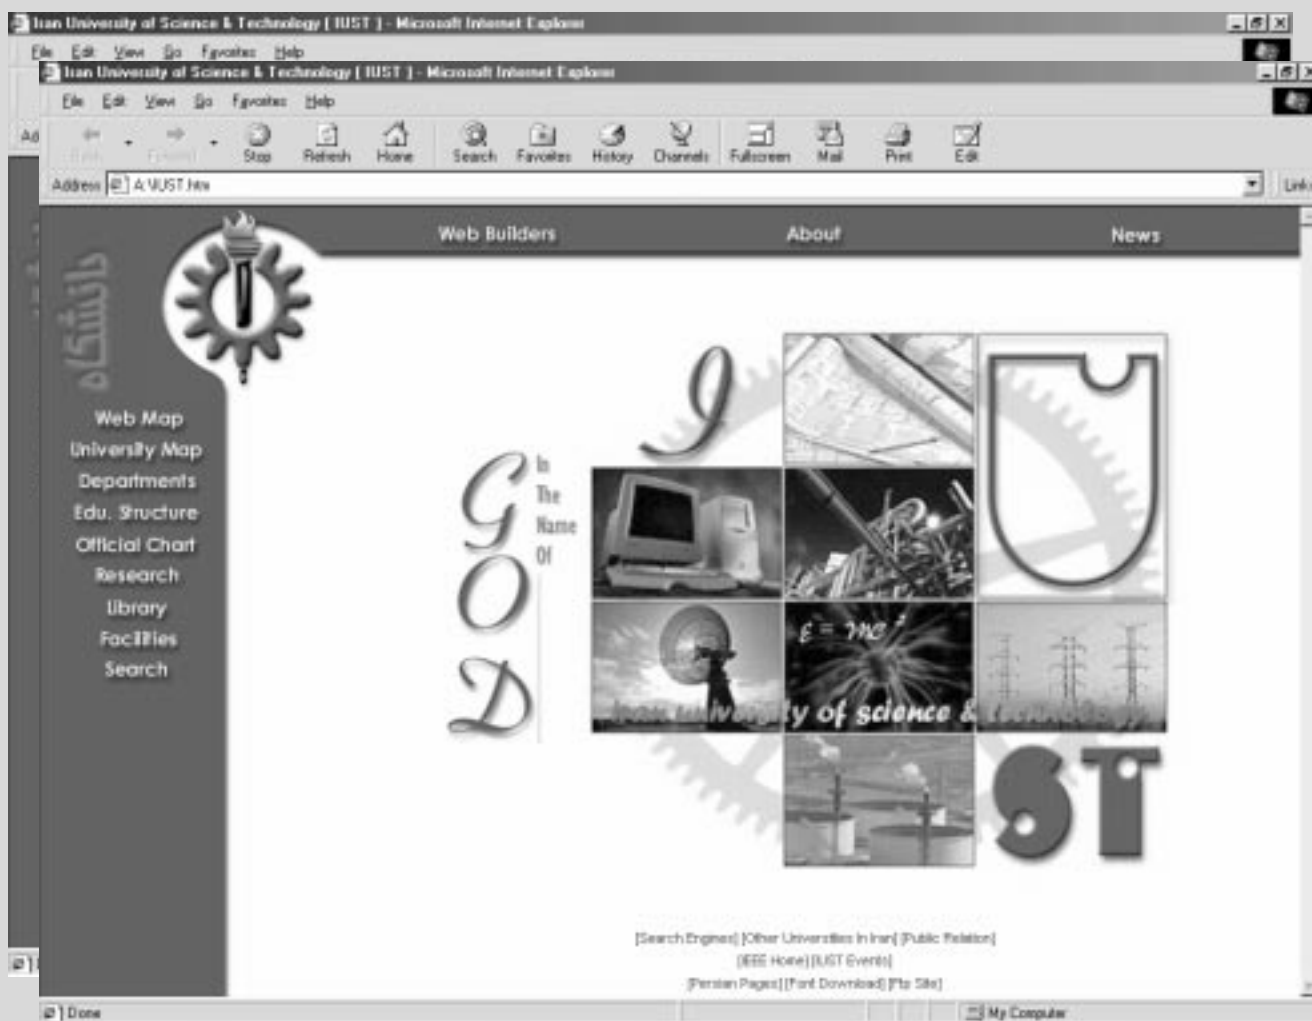 Iran University of Science & Technology [ IUST ] - Microsoft Internet Explorer
File Edit View Go Favorites Help
Iran University of Science & Technology [ IUST ] - Microsoft Internet Explorer
File Edit View Go Favorites Help
Back Forward Stop Refresh Home Search Favorites History Channels Fullscreen Mail Print Edit
Address A:\IUST.htm Links
Web Builders About News
دانشگاه
Web Map
University Map
Departments
Edu. Structure
Official Chart
Research
Library
Facilities
Search
In
The
Name
Of
GOD
I U
ε = mc²
iran university of science & technology
ST
[Search Engines] [Other Universities In Iran] [Public Relation]
[IEEE Home] [IUST Events]
[Persian Pages] [Font Download] [Ftp Site]
Done My Computer